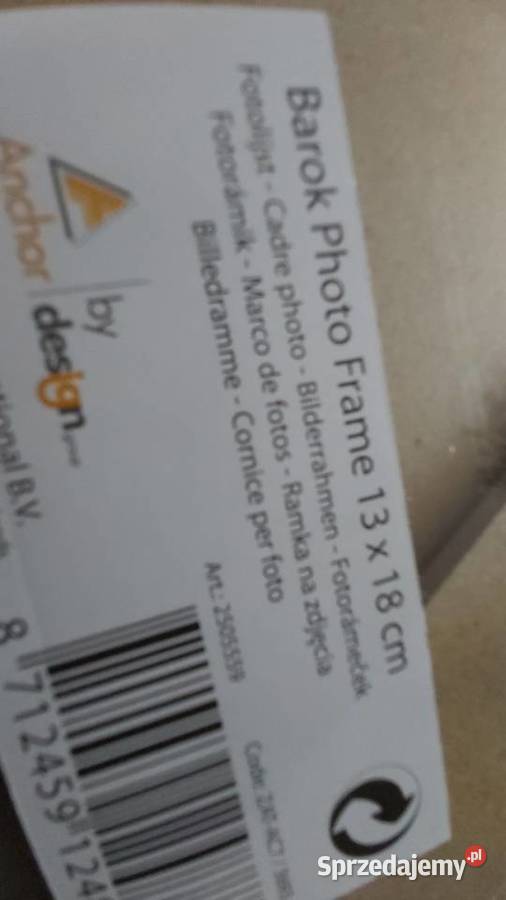 Barok Photo Frame 13 x 18 cm
Fotolijst - Cadre photo - Bilderrahmen - Fotorámeček
Fotorámik - Marco de fotos - Ramka na zdjęcia
Billedramme - Cornice per foto
Art.: 2505559
Code:
by
Anchor design
B.V.
8 712459 124
Sprzedajemy.pl